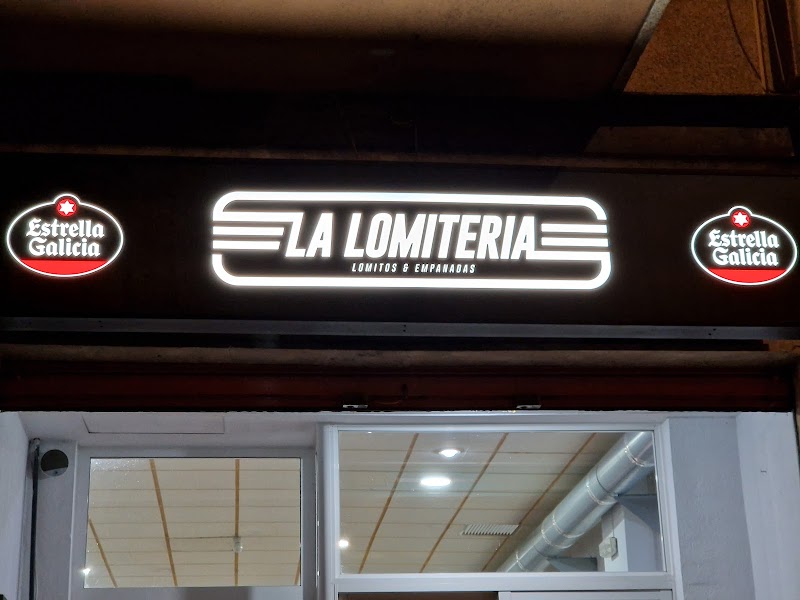 Estrella
Galicia
LA LOMITERIA
LOMITOS & EMPANADAS
Estrella
Galicia